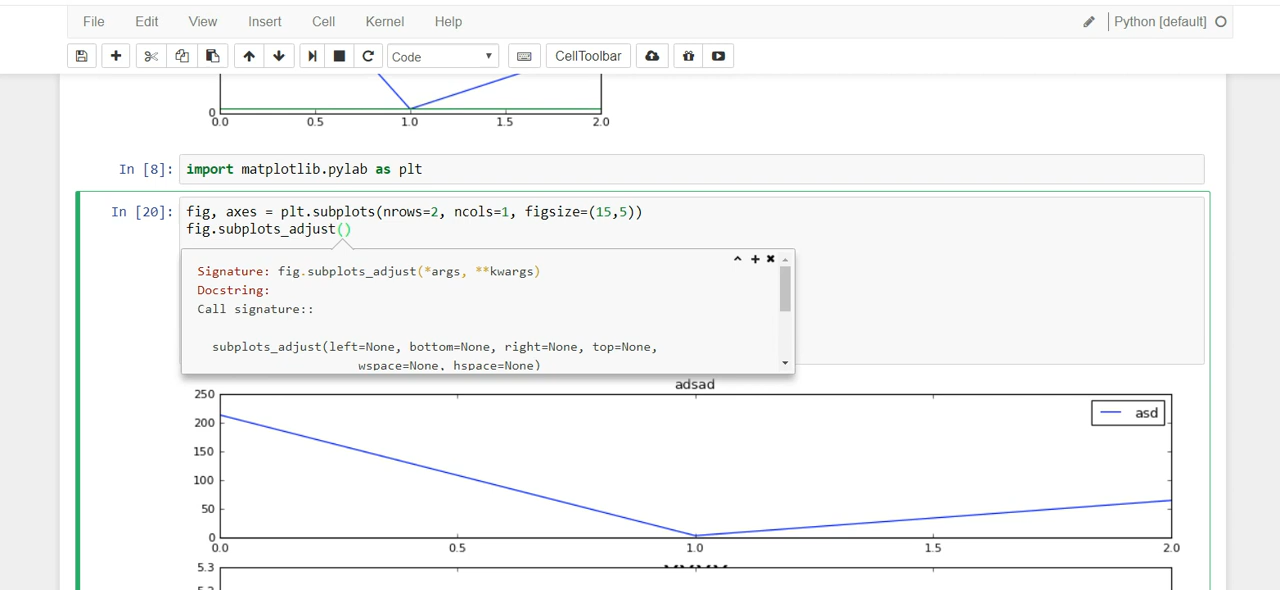 File Edit View Insert Cell Kernel Help Python [default]
Code CellToolbar
0
0.0 0.5 1.0 1.5 2.0
In [8]: import matplotlib.pylab as plt
In [20]: fig, axes = plt.subplots(nrows=2, ncols=1, figsize=(15,5))
fig.subplots_adjust()
Signature: fig.subplots_adjust(*args, **kwargs)
Docstring:
Call signature::
subplots_adjust(left=None, bottom=None, right=None, top=None,
wspace=None, hspace=None)
adsad
250
asd
200
150
100
50
0
0.0 0.5 1.0 1.5 2.0
5.3